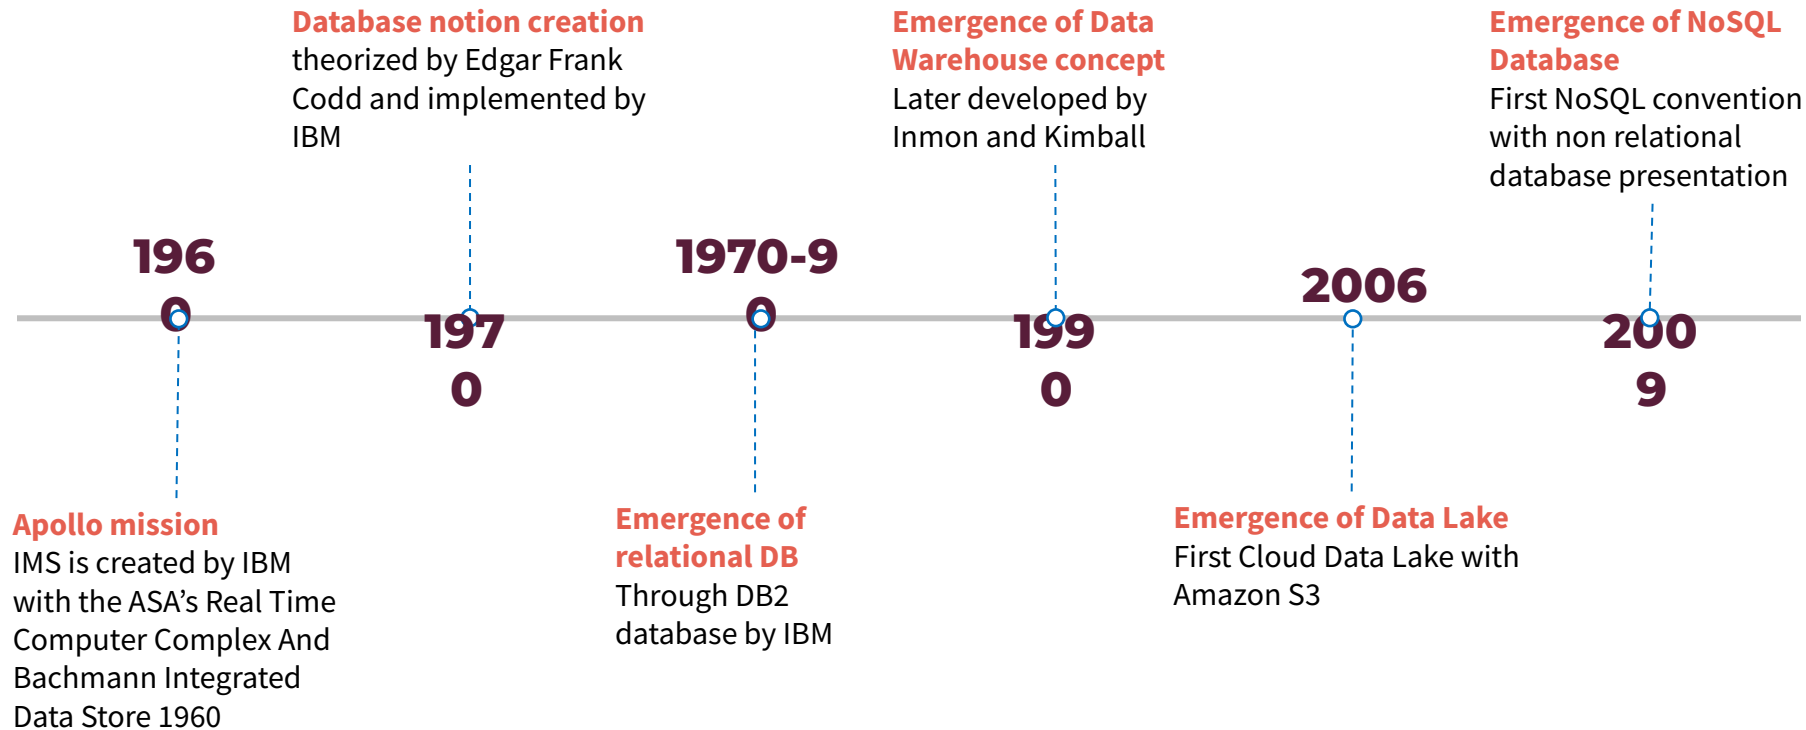 Database notion creation
theorized by Edgar Frank
Codd and implemented by
IBM
Emergence of Data
Warehouse concept
Later developed by
Inmon and Kimball
Emergence of NoSQL
Database
First NoSQL convention
with non relational
database presentation
196
0
197
0
1970-9
0
199
0
2006
200
9
Apollo mission
IMS is created by IBM
with the ASA’s Real Time
Computer Complex And
Bachmann Integrated
Data Store 1960
Emergence of
relational DB
Through DB2
database by IBM
Emergence of Data Lake
First Cloud Data Lake with
Amazon S3